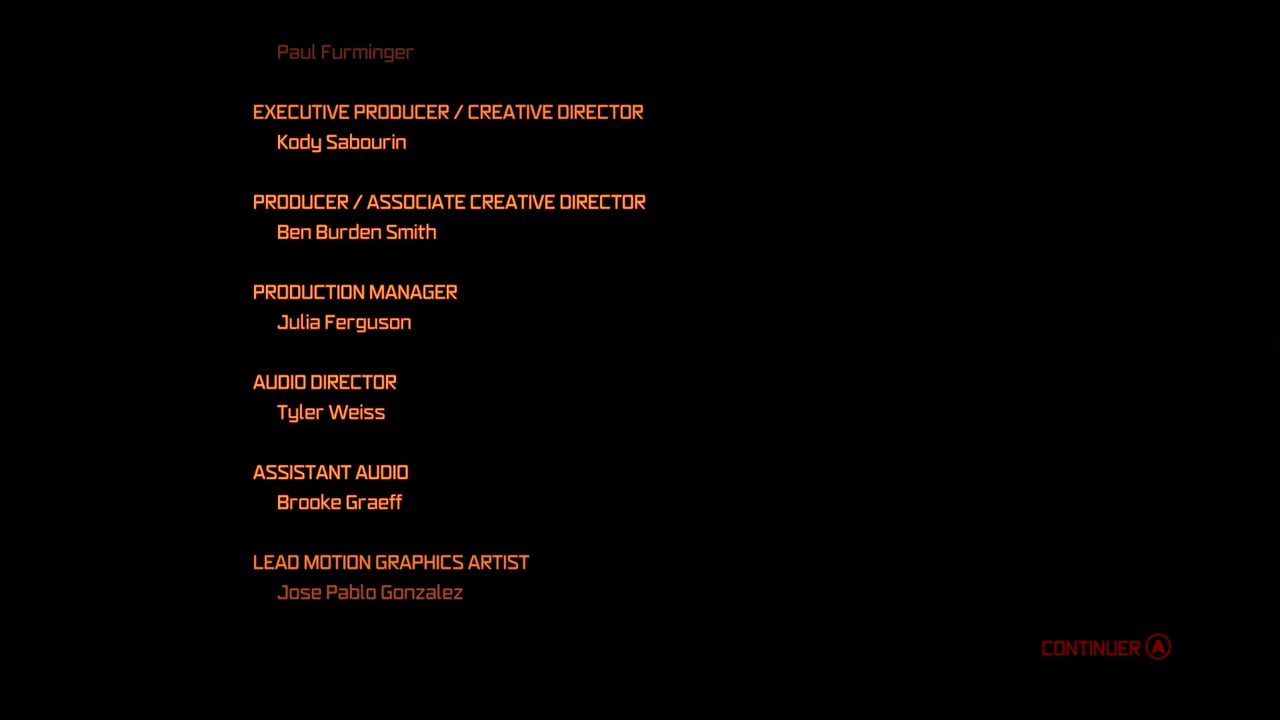 Paul Furminger
EXECUTIVE PRODUCER / CREATIVE DIRECTOR
Kody Sabourin
PRODUCER / ASSOCIATE CREATIVE DIRECTOR
Ben Burden Smith
PRODUCTION MANAGER
Julia Ferguson
AUDIO DIRECTOR
Tyler Weiss
ASSISTANT AUDIO
Brooke Graeff
LEAD MOTION GRAPHICS ARTIST
Jose Pablo Gonzalez
CONTINUER A